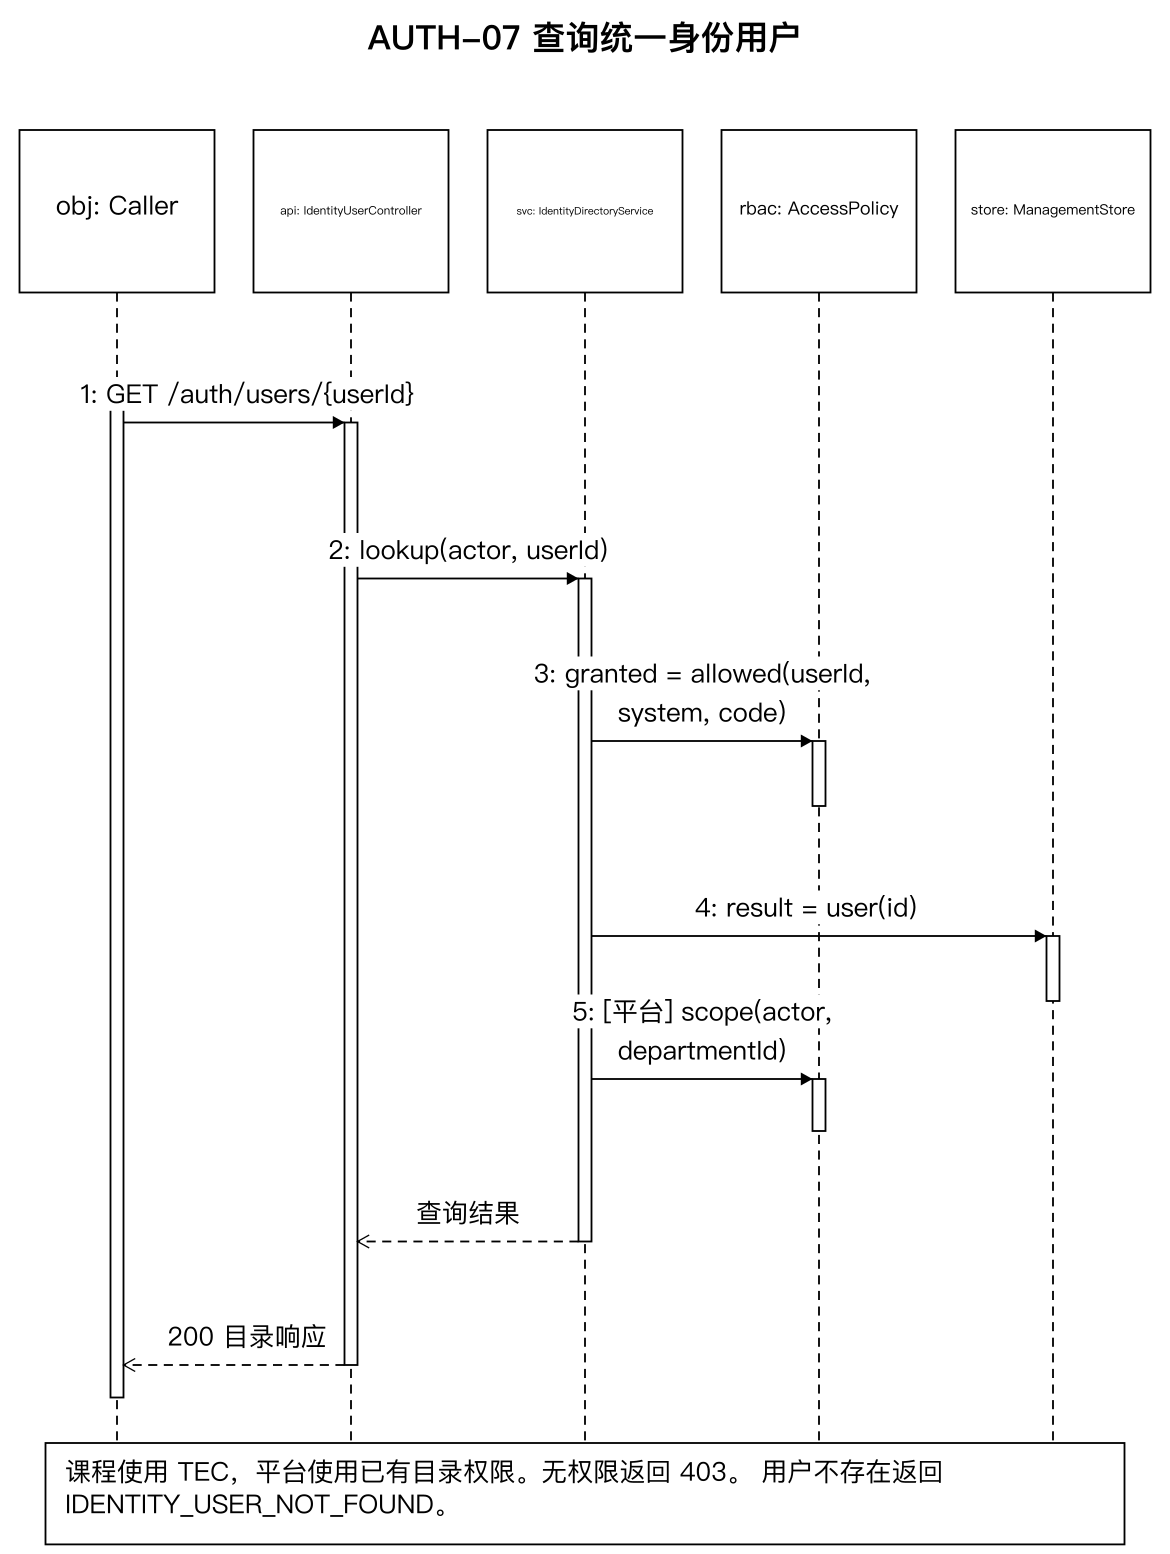 AUTH–07 查询统一身份用户
obj: Caller
api: IdentityUserController
svc: IdentityDirectoryService
rbac: AccessPolicy
store: ManagementStore
1: GET /auth/users/{userId}
2: lookup(actor, userId)
3: granted = allowed(userId,
system, code)
4: result = user(id)
5: [平台] scope(actor,
departmentId)
查询结果
200 目录响应
课程使用 TEC，平台使用已有目录权限。无权限返回 403。 用户不存在返回
IDENTITY_USER_NOT_FOUND。